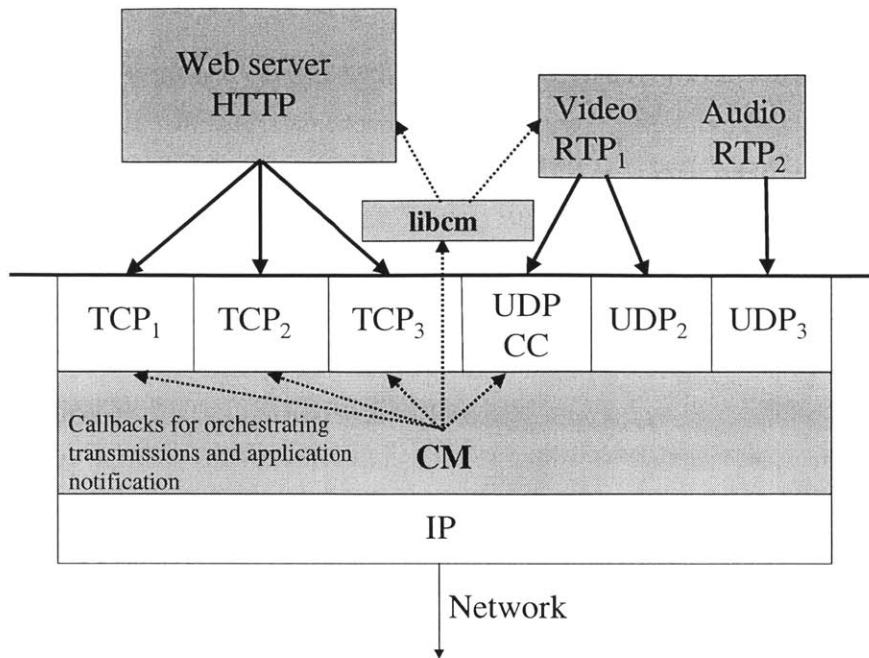 Web server
HTTP
Video
RTP₁
Audio
RTP₂
libcm
TCP₁
TCP₂
TCP₃
UDP
CC
UDP₂
UDP₃
Callbacks for orchestrating
transmissions and application
notification
CM
IP
Network